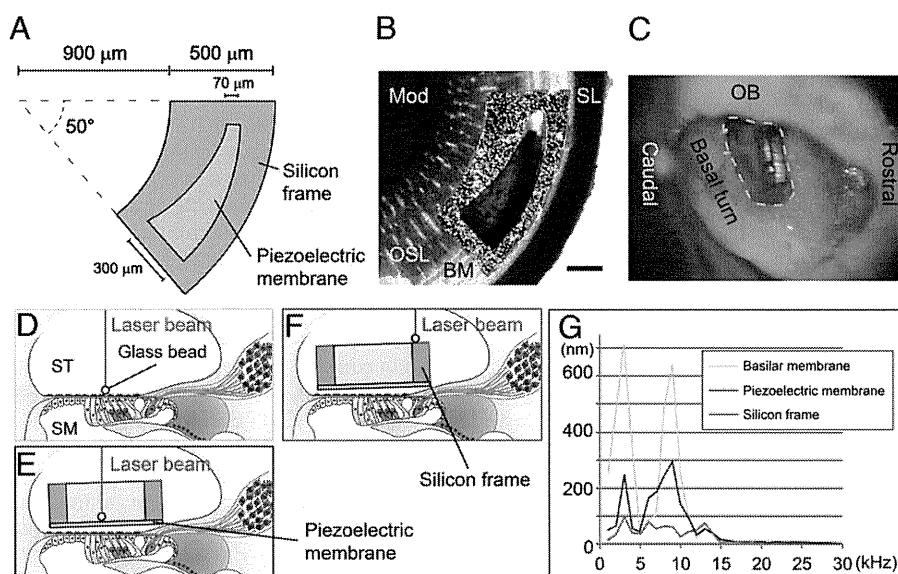 A
900 µm
500 µm
70 µm
50°
Silicon
frame
Piezoelectric
membrane
300 µm
B
Mod
SL
OSL
BM
C
OB
Caudal
Basal turn
Rostral
D
Laser beam
Glass bead
ST
SM
E
Laser beam
Piezoelectric
membrane
F
Laser beam
Silicon frame
G
(nm)
600
400
200
0
0
5
10
15
20
25
30
(kHz)
Basilar membrane
Piezoelectric membrane
Silicon frame